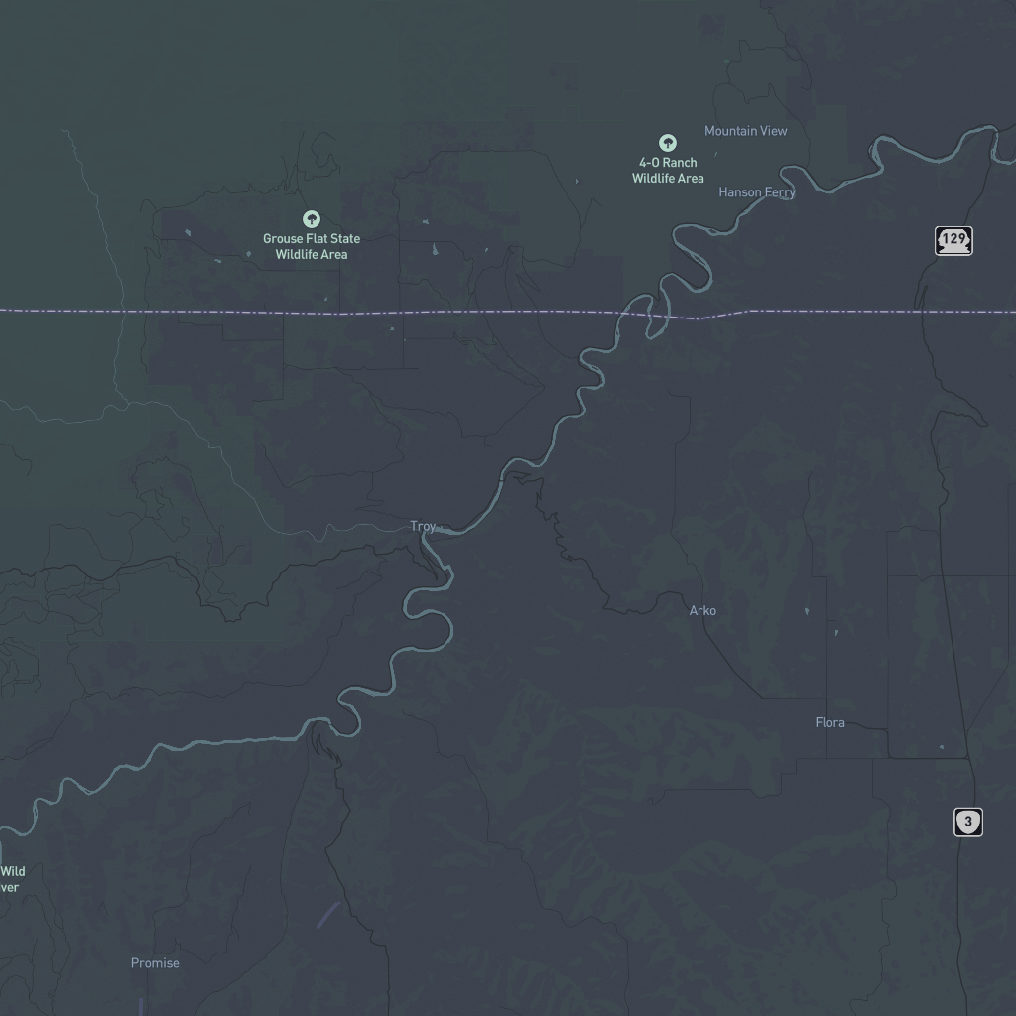 Mountain View
4-O Ranch
Wildlife Area
Hanson Ferry
Grouse Flat State
Wildlife Area
129
Troy
Arko
Flora
3
Wild
ver
Promise